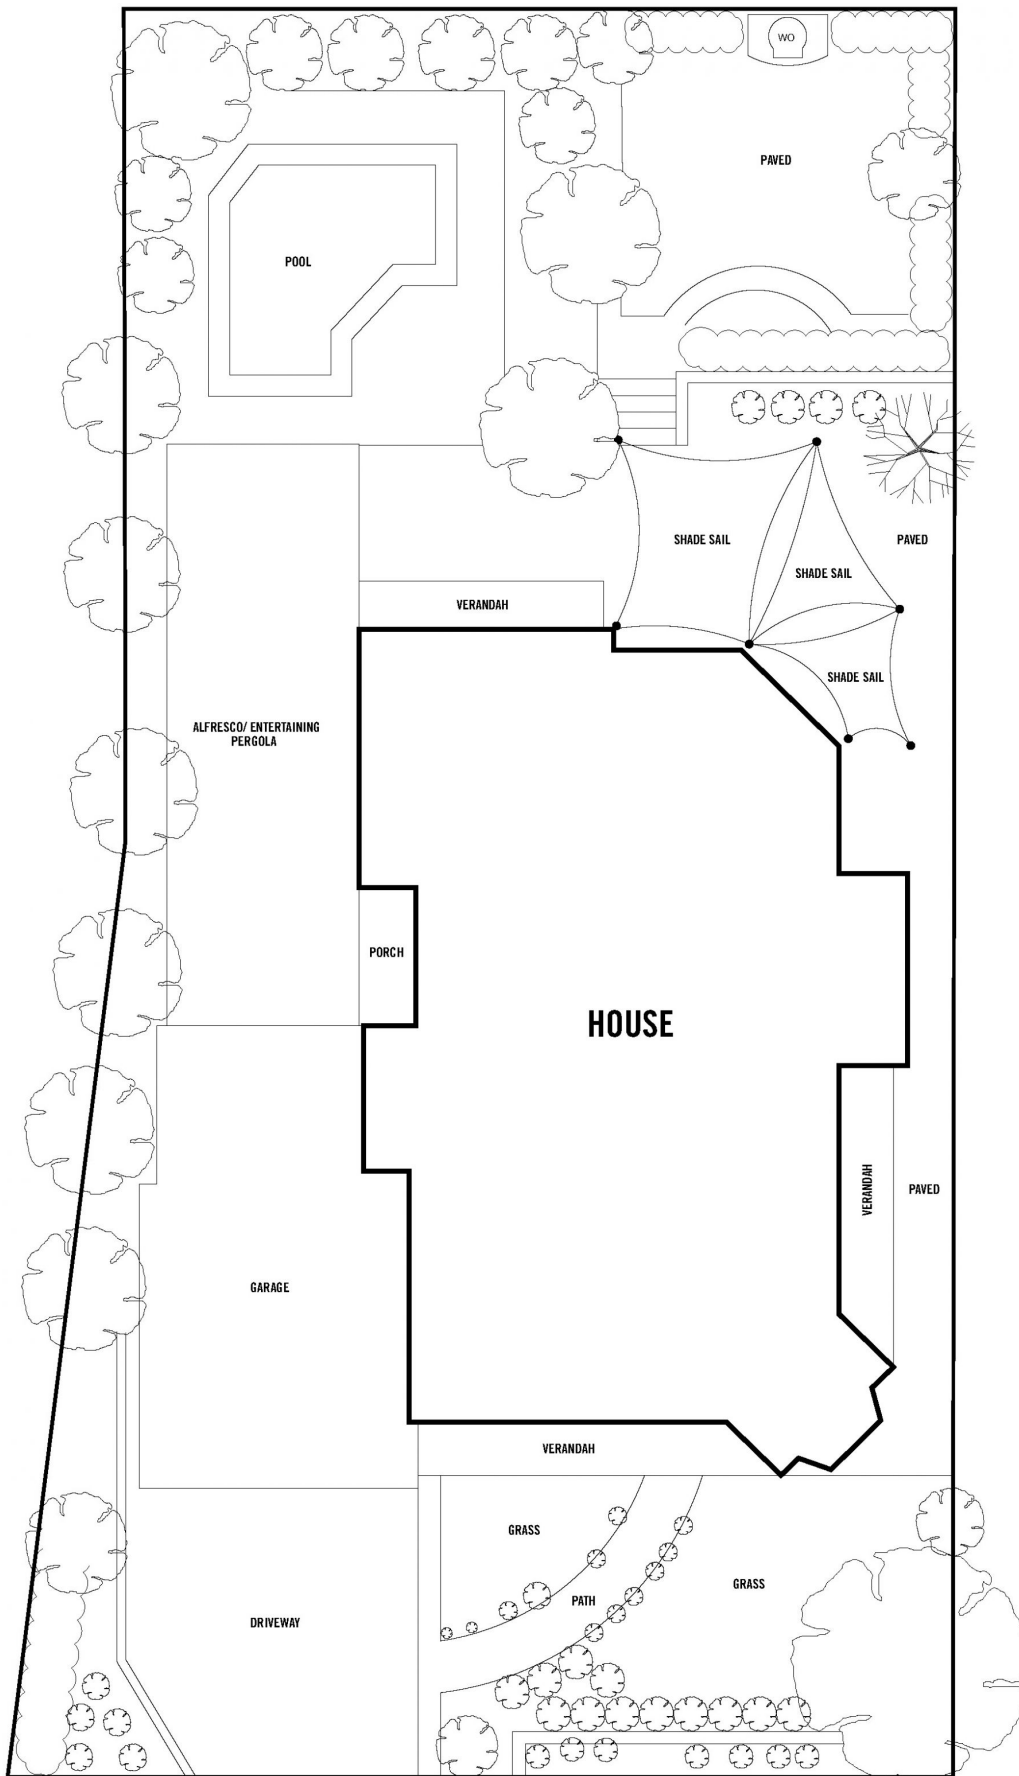 WO
PAVED
POOL
SHADE SAIL
PAVED
SHADE SAIL
VERANDAH
SHADE SAIL
ALFRESCO/ ENTERTAINING
PERGOLA
PORCH
HOUSE
VERANDAH
PAVED
GARAGE
VERANDAH
GRASS
GRASS
PATH
DRIVEWAY